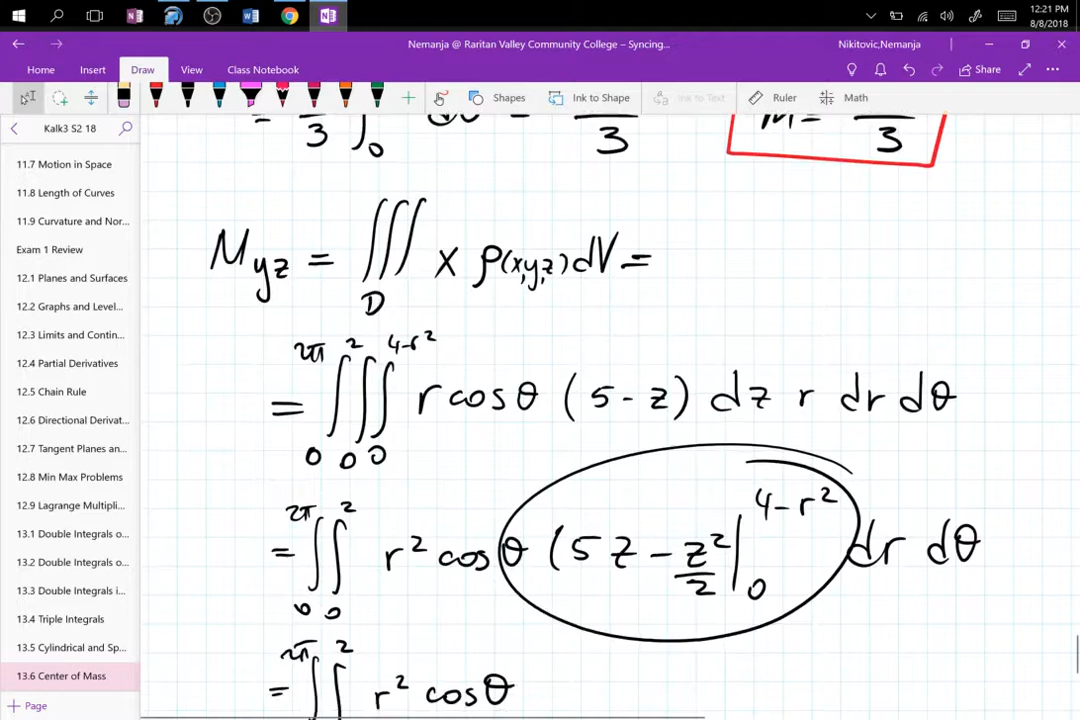 12:21 PM
8/8/2018
Nemanja @ Raritan Valley Community College – Syncing...
Nikitovic,Nemanja
Home Insert Draw View Class Notebook
Share
Shapes Ink to Shape Ink to Text Ruler Math
Kalk3 S2 18
11.7 Motion in Space
11.8 Length of Curves
11.9 Curvature and Nor...
Exam 1 Review
12.1 Planes and Surfaces
12.2 Graphs and Level...
12.3 Limits and Contin...
12.4 Partial Derivatives
12.5 Chain Rule
12.6 Directional Derivat...
12.7 Tangent Planes an...
12.8 Min Max Problems
12.9 Lagrange Multipli...
13.1 Double Integrals o...
13.2 Double Integrals o...
13.3 Double Integrals i...
13.4 Triple Integrals
13.5 Cylindrical and Sp...
13.6 Center of Mass
+ Page
M_yz = ∭_D x ρ(x,y,z) dV =
= ∫_0^2π ∫_0^2 ∫_0^4-r² r cosθ (5-z) dz r dr dθ
= ∫_0^2π ∫_0^2 r² cosθ (5z - z²/2 |_0^4-r² dr dθ
= ∫^2π ∫^2 r² cosθ